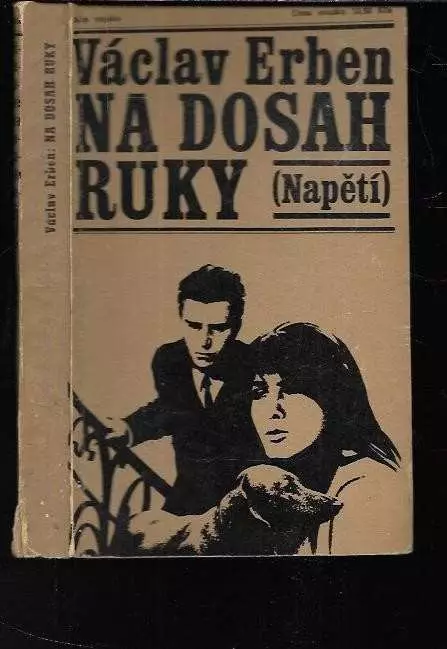 Václav Erben
NA DOSAH
RUKY (Napětí)
Václav Erben: NA DOSAH RUKY